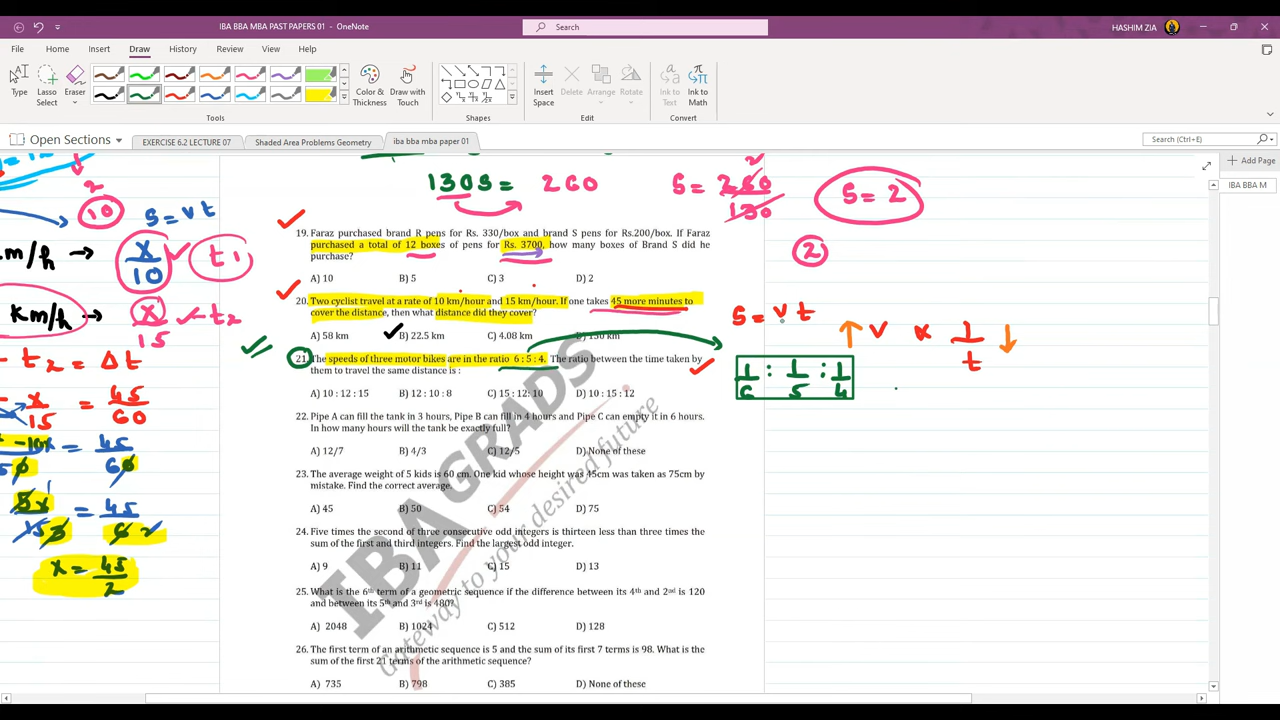 IBA BBA MBA PAST PAPERS 01 - OneNote
Search
HASHIM ZIA
File Home Insert Draw History Review View Help
Type
Lasso Select
Eraser
Color & Thickness
Draw with Touch
Shapes
Insert Space
Delete
Arrange
Rotate
Ink to Text
Ink to Math
Tools
Shapes
Edit
Convert
Open Sections
EXERCISE 6.2 LECTURE 07
Shaded Area Problems Geometry
iba bba mba paper 01
Search (Ctrl+E)
Add Page
IBA BBA M
130S = 260
S = 260/130
2
S = 2
2
10
S = vt
km/h → x/10 t1
km/h → x/15 ← t2
- t2 = Δt
x/15 = 45/60
-10x = 45/60
5x = 45
x = 45/2
19. Faraz purchased brand R pens for Rs. 330/box and brand S pens for Rs.200/box. If Faraz
purchased a total of 12 boxes of pens for Rs. 3700, how many boxes of Brand S did he
purchase?
A) 10 B) 5 C) 3 D) 2
2
20. Two cyclist travel at a rate of 10 km/hour and 15 km/hour. If one takes 45 more minutes to
cover the distance, then what distance did they cover?
A) 58 km B) 22.5 km C) 4.08 km D) 150 km
S = v t
↑ v ∝ 1/t ↓
21. The speeds of three motor bikes are in the ratio 6 : 5 : 4. The ratio between the time taken by
them to travel the same distance is :
A) 10 : 12 : 15 B) 12 : 10 : 8 C) 15 : 12: 10 D) 10 : 15 : 12
1/6 : 1/5 : 1/4
22. Pipe A can fill the tank in 3 hours, Pipe B can fill in 4 hours and Pipe C can empty it in 6 hours.
In how many hours will the tank be exactly full?
A) 12/7 B) 4/3 C) 12/5 D) None of these
23. The average weight of 5 kids is 60 cm. One kid whose height was 45cm was taken as 75cm by
mistake. Find the correct average.
A) 45 B) 50 C) 54 D) 75
24. Five times the second of three consecutive odd integers is thirteen less than three times the
sum of the first and third integers. Find the largest odd integer.
A) 9 B) 11 C) 15 D) 13
25. What is the 6th term of a geometric sequence if the difference between its 4th and 2nd is 120
and between its 5th and 3rd is 480?
A) 2048 B) 1024 C) 512 D) 128
26. The first term of an arithmetic sequence is 5 and the sum of its first 7 terms is 98. What is the
sum of the first 21 terms of the arithmetic sequence?
A) 735 B) 798 C) 385 D) None of these
IBA GRADS
Gateway to your desired future